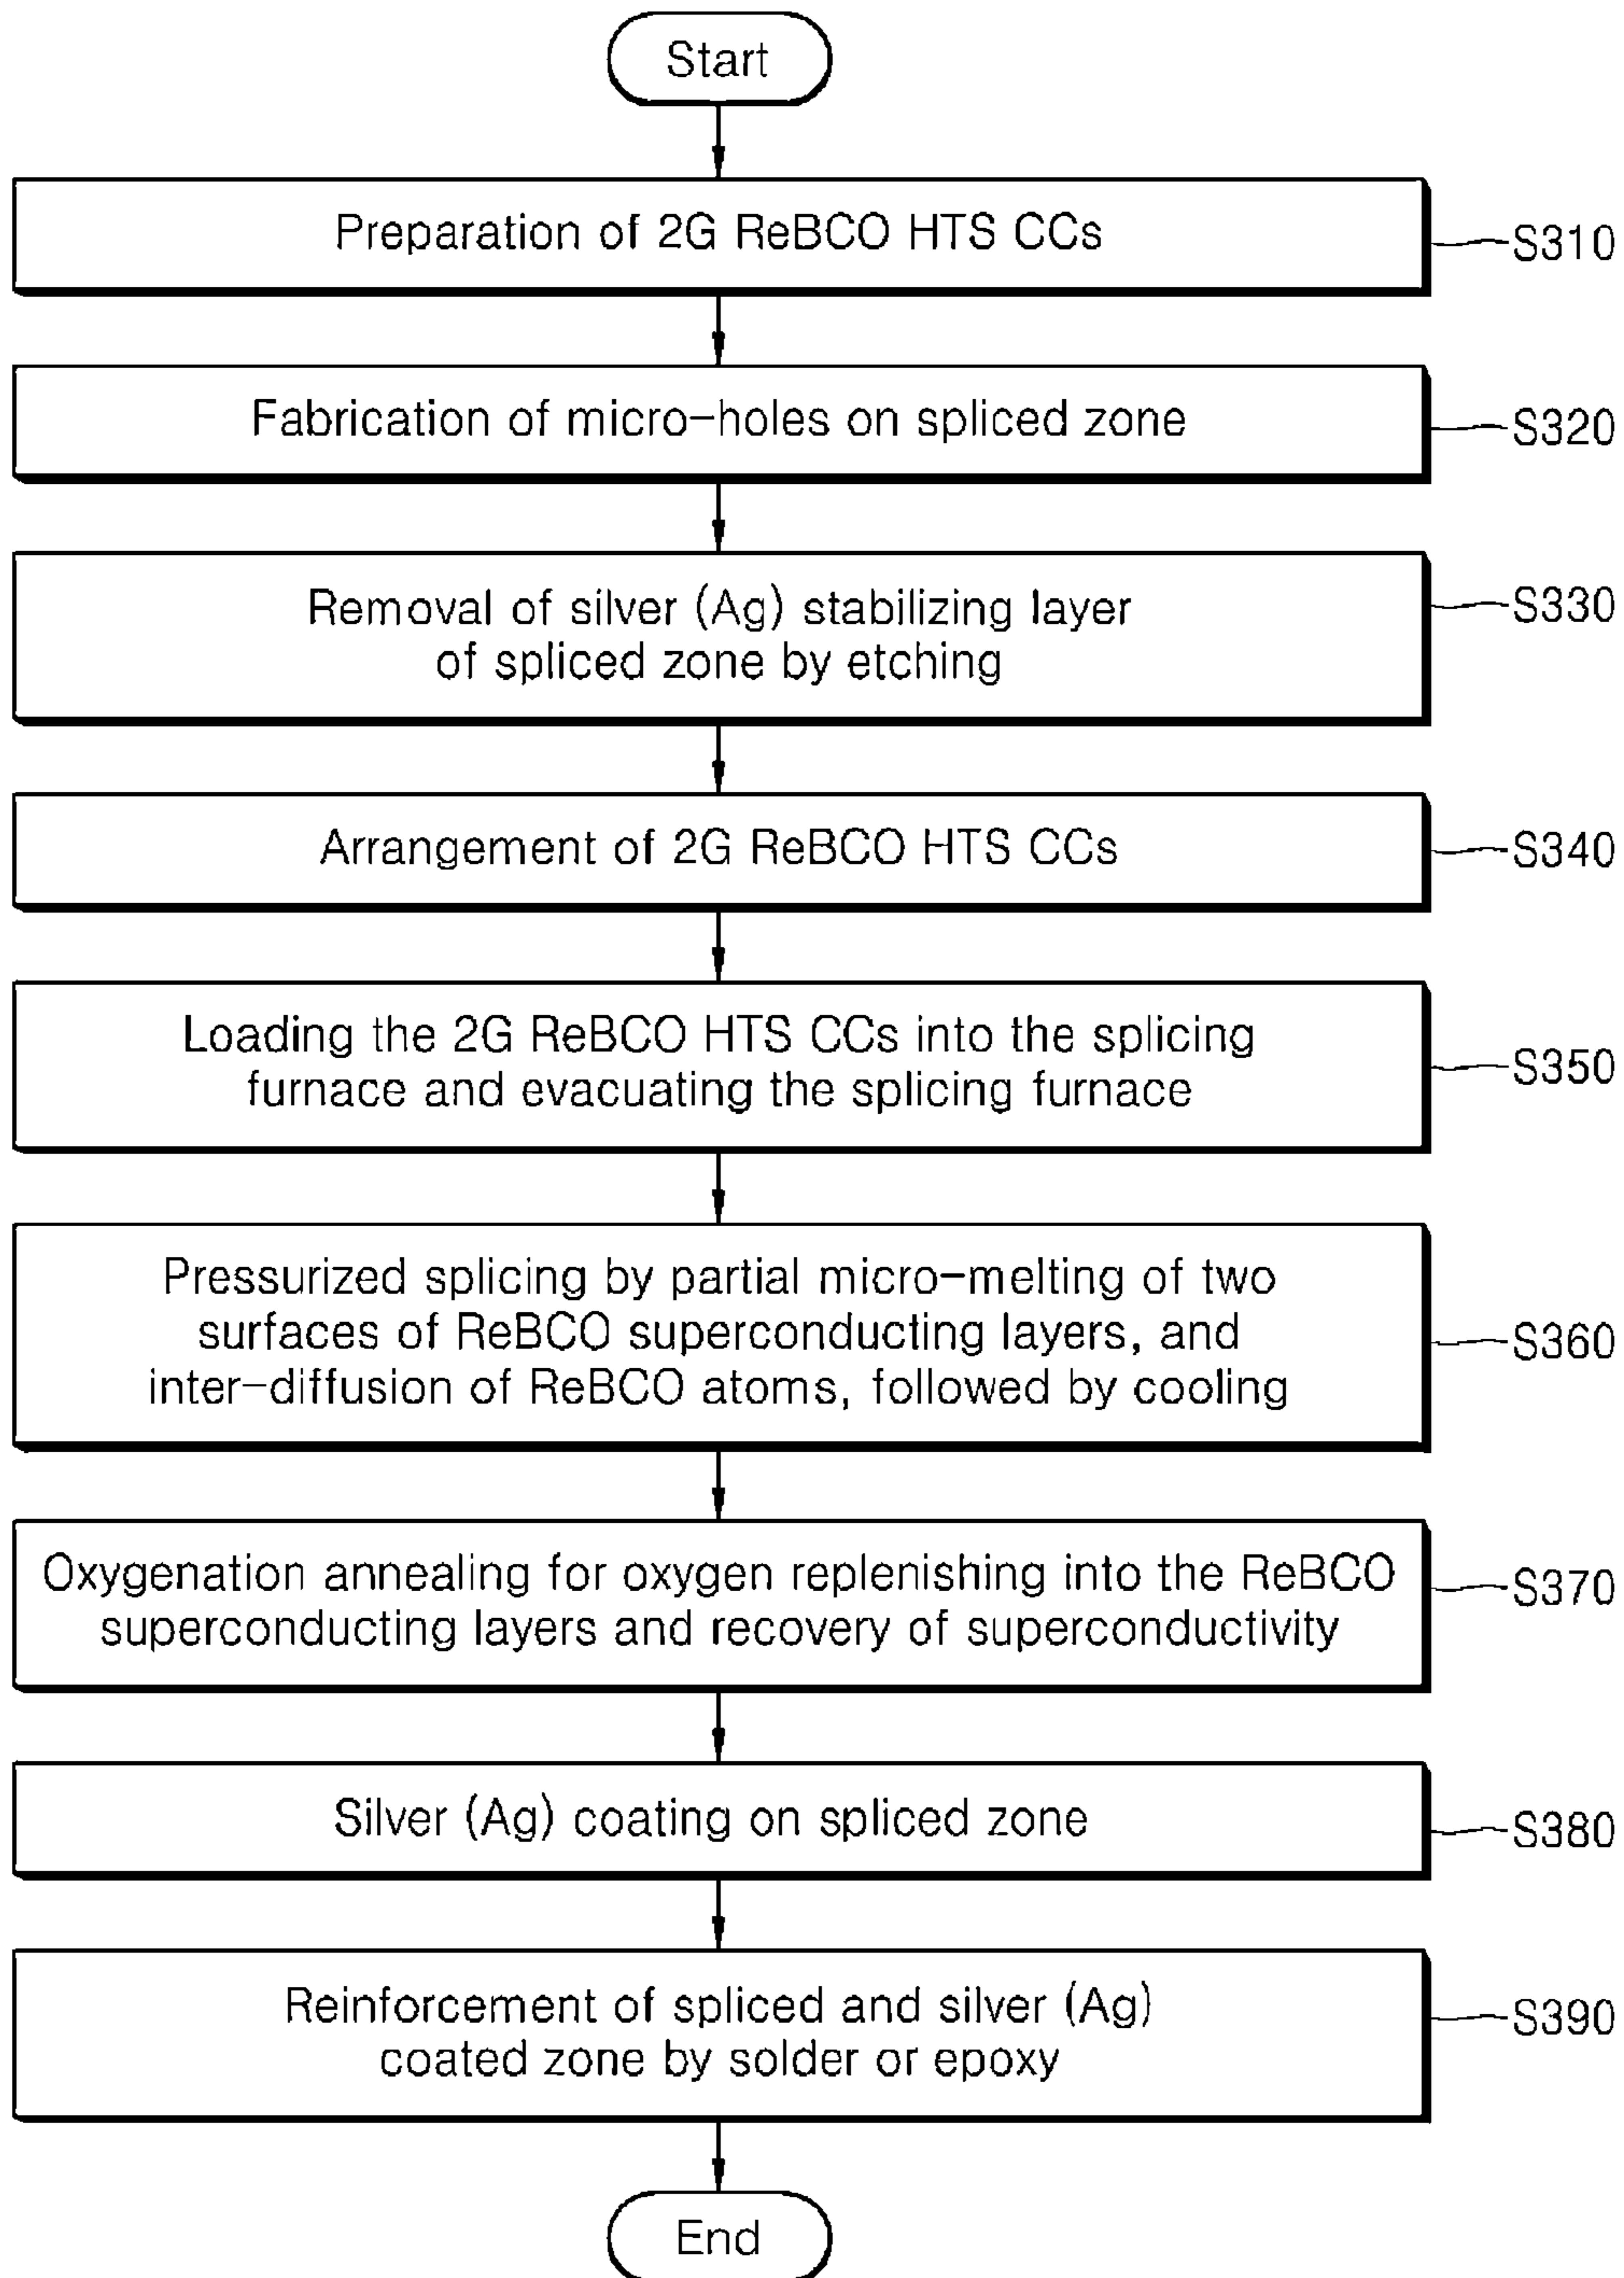 Start
Preparation of 2G ReBCO HTS CCs
S310
Fabrication of micro-holes on spliced zone
S320
Removal of silver (Ag) stabilizing layer
of spliced zone by etching
S330
Arrangement of 2G ReBCO HTS CCs
S340
Loading the 2G ReBCO HTS CCs into the splicing
furnace and evacuating the splicing furnace
S350
Pressurized splicing by partial micro-melting of two
surfaces of ReBCO superconducting layers, and
inter-diffusion of ReBCO atoms, followed by cooling
S360
Oxygenation annealing for oxygen replenishing into the ReBCO
superconducting layers and recovery of superconductivity
S370
Silver (Ag) coating on spliced zone
S380
Reinforcement of spliced and silver (Ag)
coated zone by solder or epoxy
S390
End